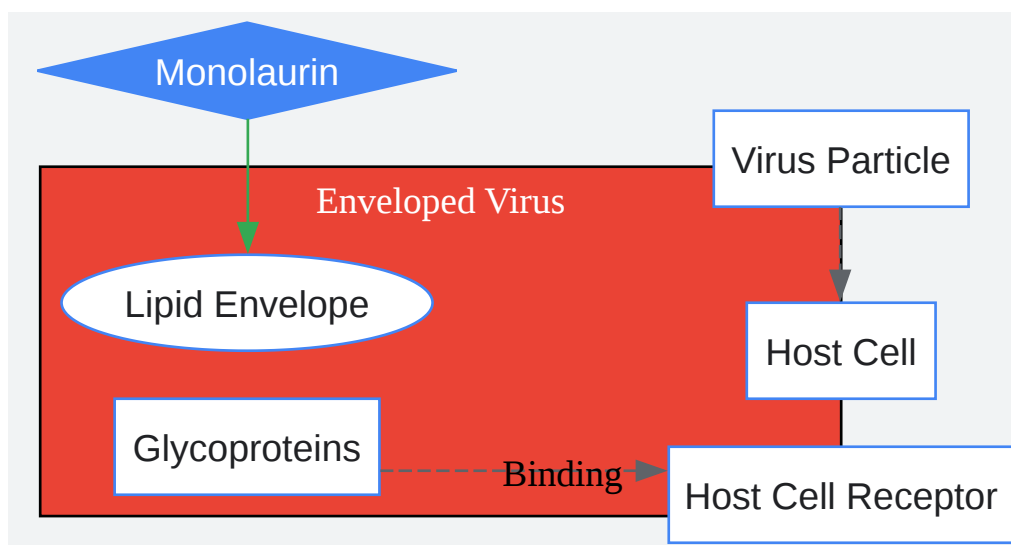 Monolaurin
Virus Particle
Enveloped Virus
Lipid Envelope
Host Cell
Glycoproteins
Binding
Host Cell Receptor